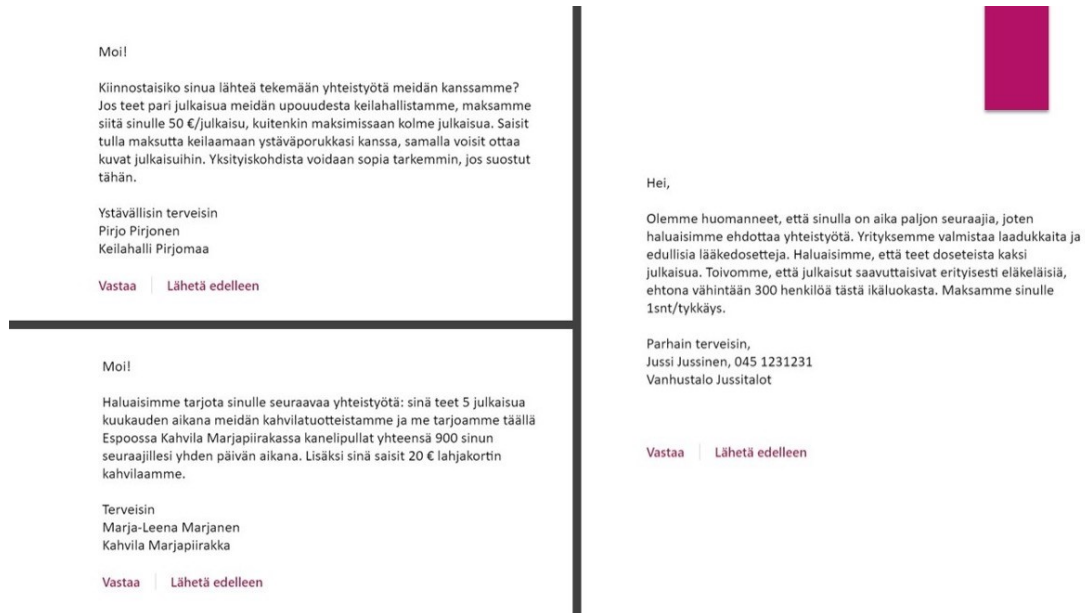 Moi!
Kiinnostaisiko sinua lähteä tekemään yhteistyötä meidän kanssamme?
Jos teet pari julkaisua meidän upouudesta keilahallistamme, maksamme
siitä sinulle 50 €/julkaisu, kuitenkin maksimissaan kolme julkaisua. Saisit
tulla maksutta keilaamaan ystäväporukkasi kanssa, samalla voisit ottaa
kuvat julkaisuihin. Yksityiskohdista voidaan sopia tarkemmin, jos suostut
tähän.
Ystävällisin terveisin
Pirjo Pirjonen
Keilahalli Pirjomaa
Vastaa Lähetä edelleen
Moi!
Haluaisimme tarjota sinulle seuraavaa yhteistyötä: sinä teet 5 julkaisua
kuukauden aikana meidän kahvilatuotteistamme ja me tarjoamme täällä
Espoossa Kahvila Marjapiirakassa kanelipullat yhteensä 900 sinun
seuraajillesi yhden päivän aikana. Lisäksi sinä saisit 20 € lahjakortin
kahvilaamme.
Terveisin
Marja-Leena Marjanen
Kahvila Marjapiirakka
Vastaa Lähetä edelleen
Hei,
Olemme huomanneet, että sinulla on aika paljon seuraajia, joten
haluaisimme ehdottaa yhteistyötä. Yrityksemme valmistaa laadukkaita ja
edullisia lääkedosetteja. Haluaisimme, että teet doseteista kaksi
julkaisua. Toivomme, että julkaisut saavuttaisivat erityisesti eläkeläisiä,
ehtona vähintään 300 henkilöä tästä ikäluokasta. Maksamme sinulle
1snt/tykkäys.
Parhain terveisin,
Jussi Jussinen, 045 1231231
Vanhustalo Jussitalot
Vastaa Lähetä edelleen